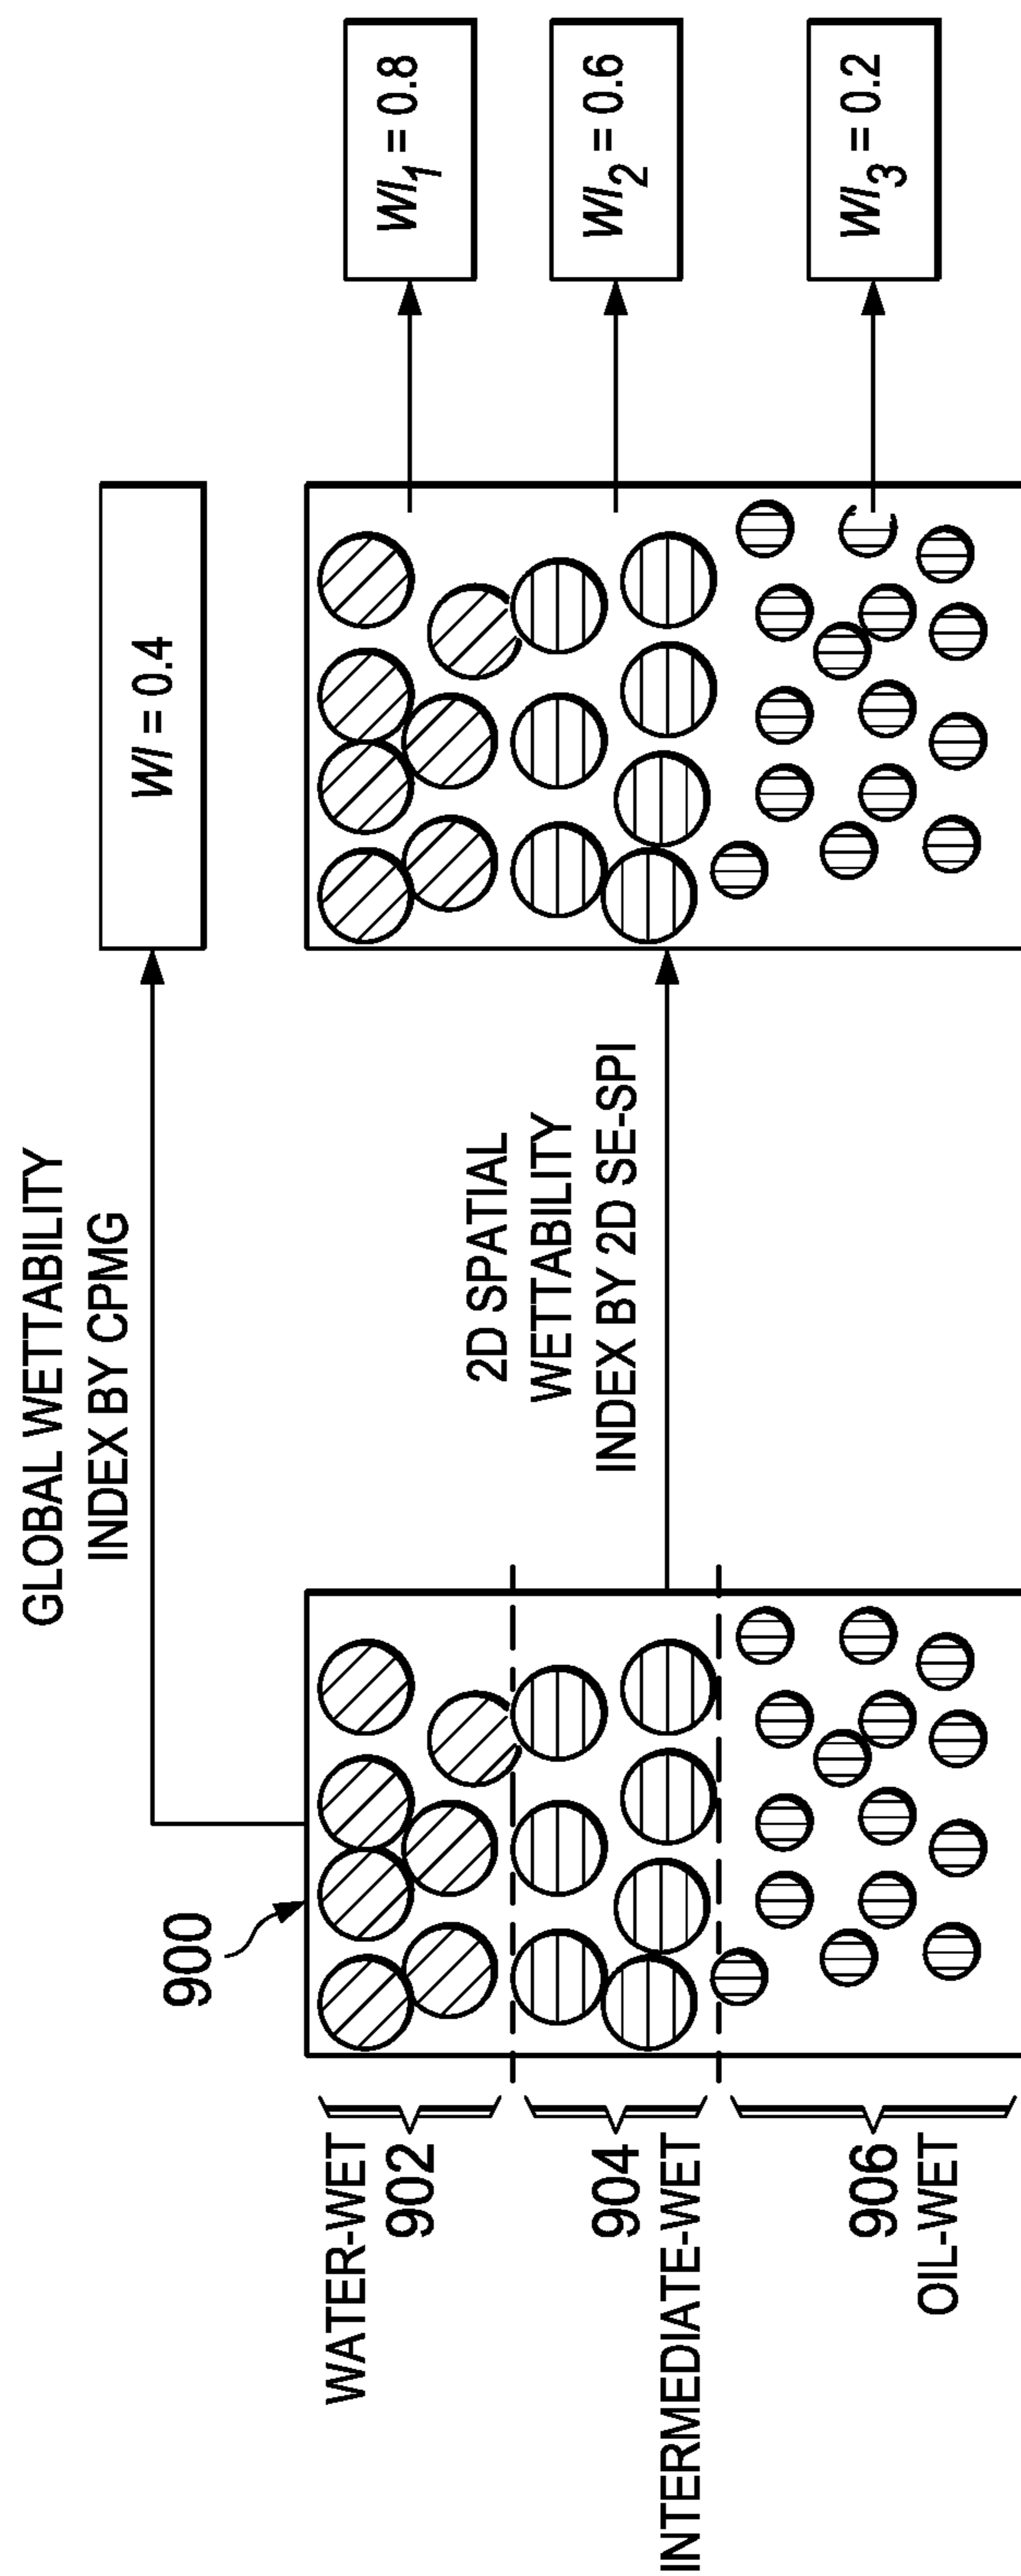 GLOBAL WETTABILITY
INDEX BY CPMG
WI = 0.4
900
WATER-WET
902
904
INTERMEDIATE-WET
906
OIL-WET
2D SPATIAL
WETTABILITY
INDEX BY 2D SE-SPI
WI1 = 0.8
WI2 = 0.6
WI3 = 0.2